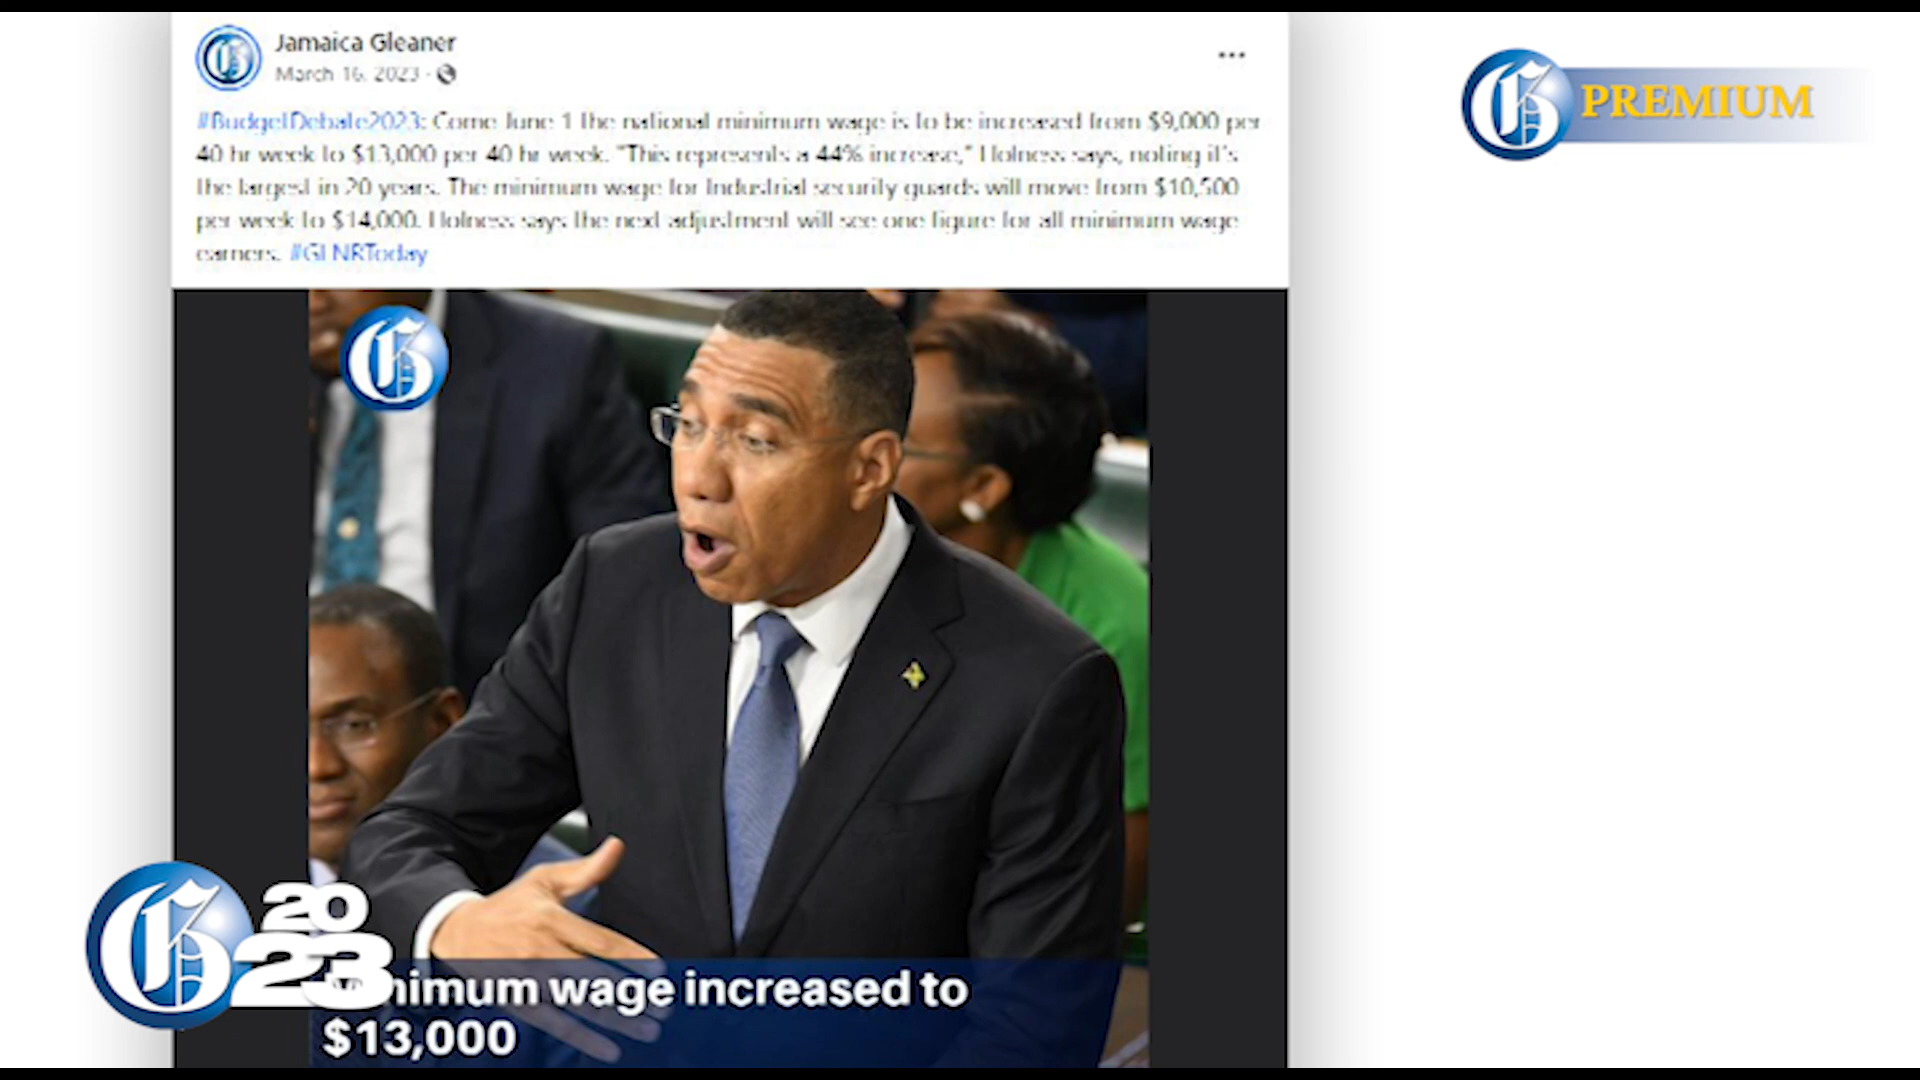 Jamaica Gleaner
March 16, 2023
PREMIUM
#BudgetDebate2023: Come June 1 the national minimum wage is to be increased from $9,000 per
40 hr week to $13,000 per 40 hr week. "This represents a 44% increase," Holness says, noting it's
the largest in 20 years. The minimum wage for Industrial security guards will move from $10,500
per week to $14,000. Holness says the next adjustment will see one figure for all minimum wage
earners. #GLNRToday
G
G
G
G 20
23
nimum wage increased to
$13,000